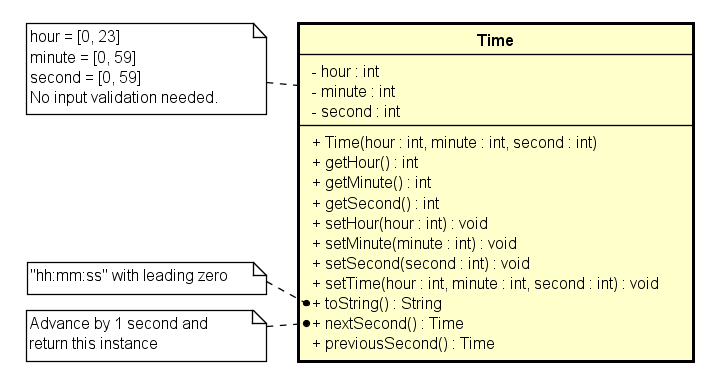 hour = [0, 23]
minute = [0, 59]
second = [0, 59]
No input validation needed.
Time
- hour : int
- minute : int
- second : int
+ Time(hour : int, minute : int, second : int)
+ getHour() : int
+ getMinute() : int
+ getSecond() : int
+ setHour(hour : int) : void
+ setMinute(minute : int) : void
+ setSecond(second : int) : void
+ setTime(hour : int, minute : int, second : int) : void
"hh:mm:ss" with leading zero
+ toString() : String
Advance by 1 second and
return this instance
+ nextSecond() : Time
+ previousSecond() : Time